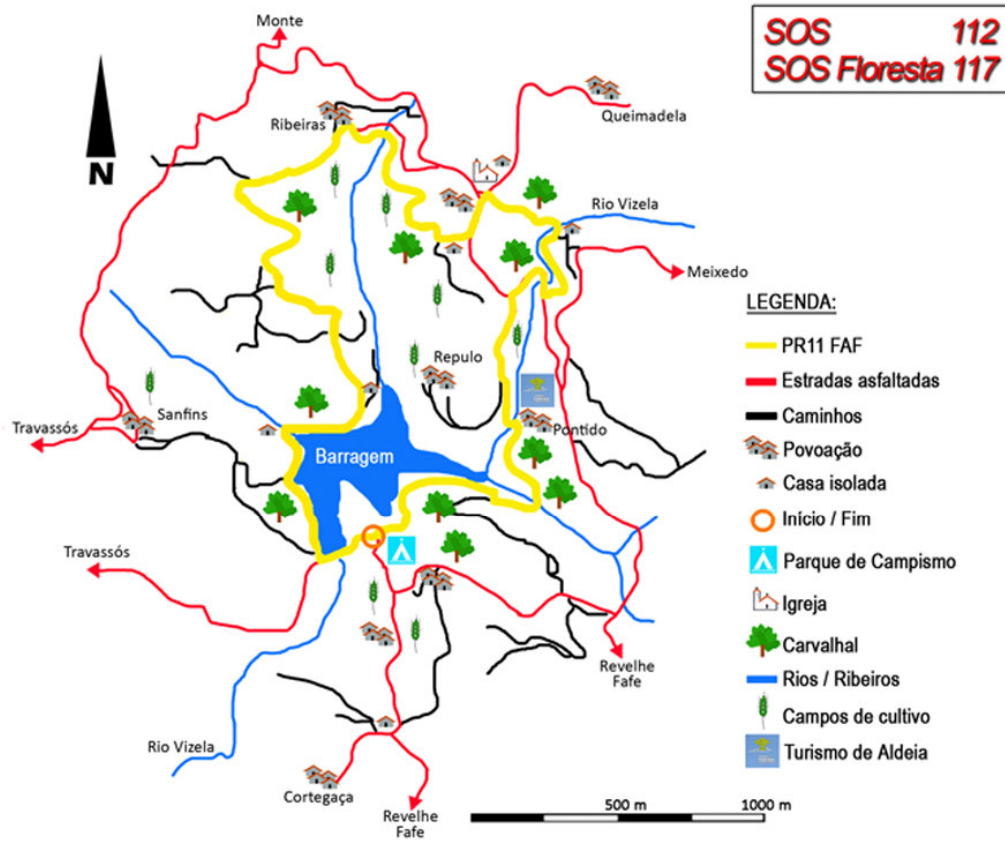 SOS 112
SOS Floresta 117
Monte
Queimadela
Ribeiras
N
Rio Vizela
Meixedo
LEGENDA:
PR11 FAF
Estradas asfaltadas
Caminhos
Povoação
Casa isolada
Início / Fim
Parque de Campismo
Igreja
Carvalhal
Rios / Ribeiros
Campos de cultivo
Turismo de Aldeia
Repulo
Sanfins
Travassós
Pontido
Barragem
Travassós
Revelhe
Fafe
Rio Vizela
Cortegaça
Revelhe
Fafe
500 m
1000 m